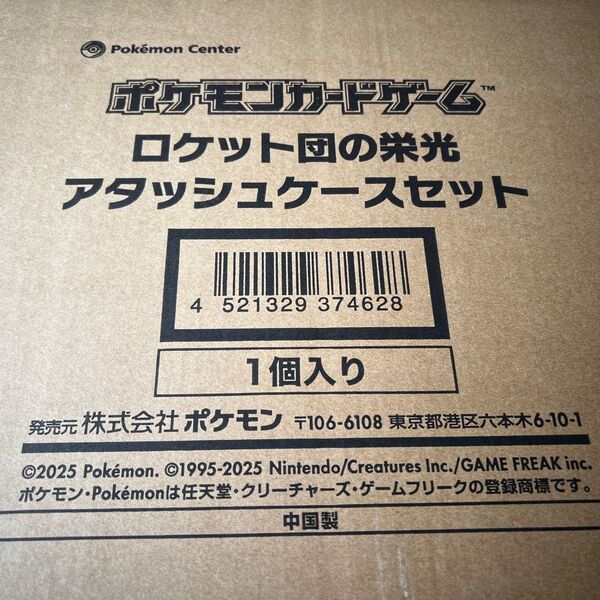 Pokémon Center
ポケモンカードゲーム™
ロケット団の栄光
アタッシュケースセット
4 521329 374628
1個入り
発売元 株式会社 ポケモン 〒106-6108 東京都港区六本木6-10-1
©2025 Pokémon. ©1995-2025 Nintendo/Creatures Inc./GAME FREAK inc.
ポケモン・Pokémonは任天堂・クリーチャーズ・ゲームフリークの登録商標です。
中国製